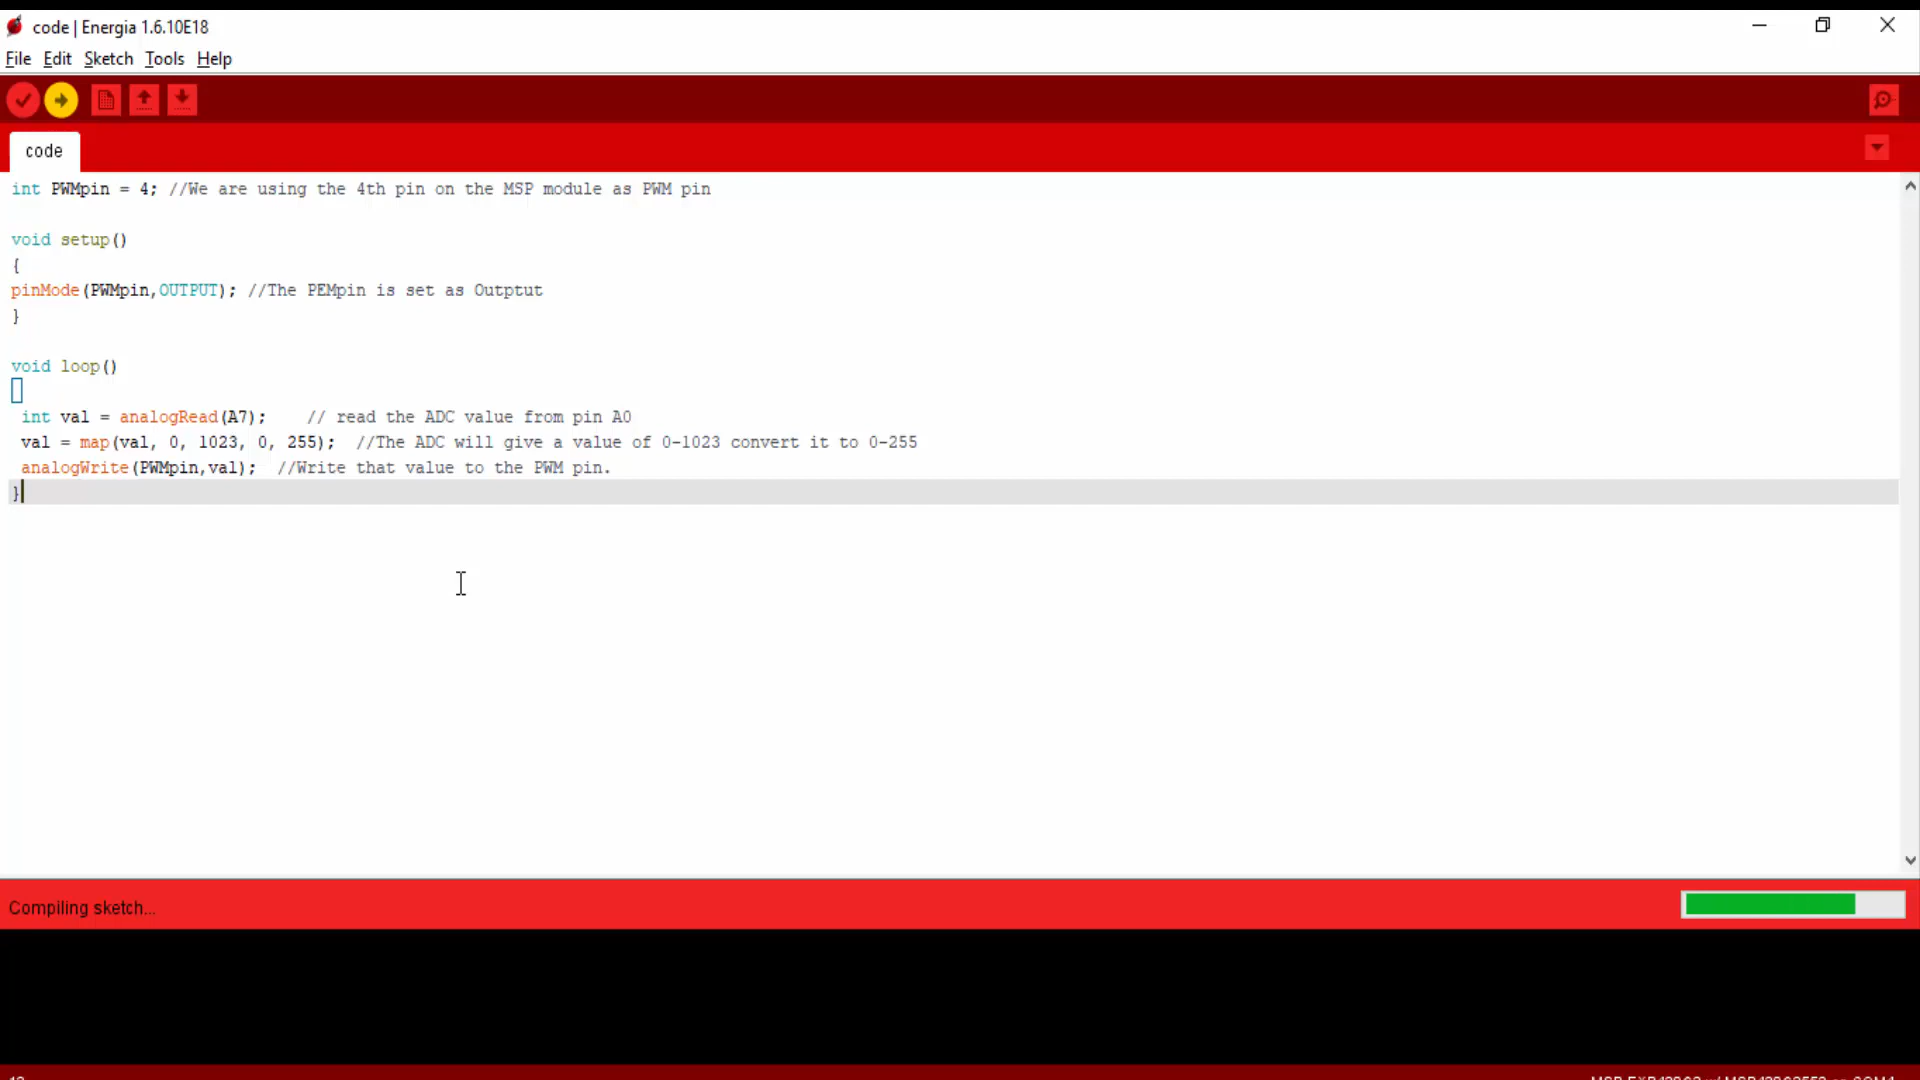 code | Energia 1.6.10E18
File Edit Sketch Tools Help
code
int PWMpin = 4; //We are using the 4th pin on the MSP module as PWM pin
void setup()
{
pinMode(PWMpin,OUTPUT); //The PEMpin is set as Outptut
}
void loop()
int val = analogRead(A7); // read the ADC value from pin A0
val = map(val, 0, 1023, 0, 255); //The ADC will give a value of 0-1023 convert it to 0-255
analogWrite(PWMpin,val); //Write that value to the PWM pin.
}
Compiling sketch...